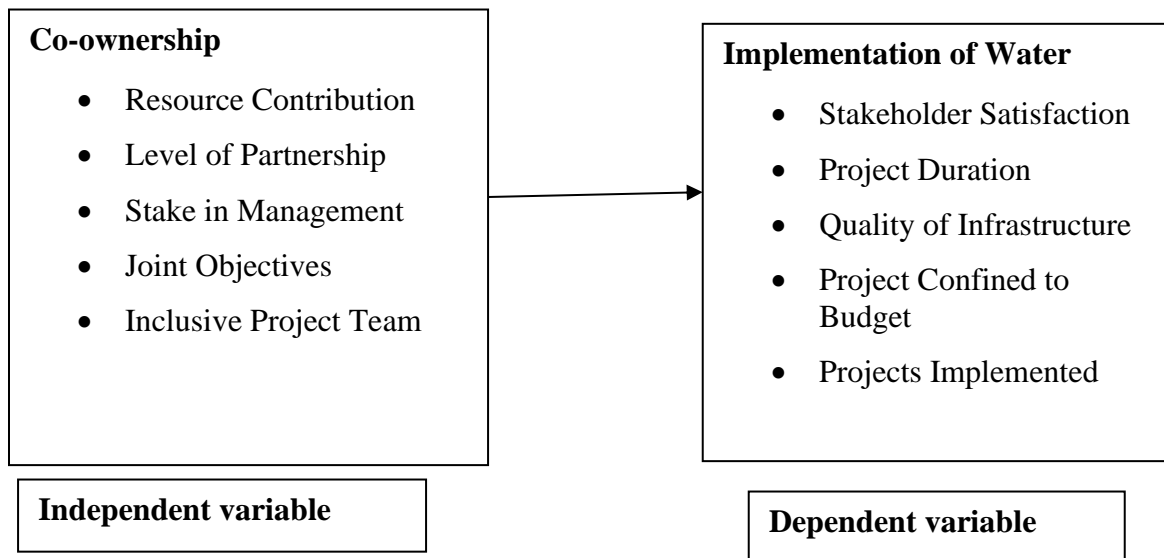 Co-ownership
• Resource Contribution
• Level of Partnership
• Stake in Management
• Joint Objectives
• Inclusive Project Team
Independent variable
Implementation of Water
• Stakeholder Satisfaction
• Project Duration
• Quality of Infrastructure
• Project Confined to
Budget
• Projects Implemented
Dependent variable